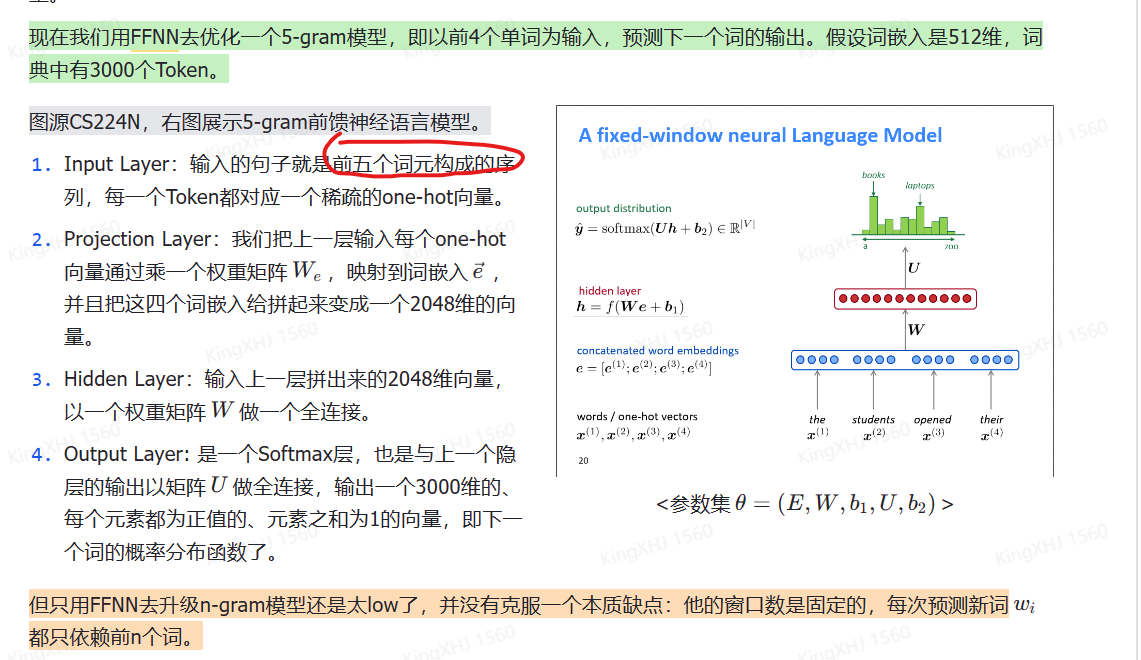 现在我们用FFNN去优化一个5-gram模型，即以前4个单词为输入，预测下一个词的输出。假设词嵌入是512维，词
典中有3000个Token。
图源CS224N，右图展示5-gram前馈神经语言模型。
1. Input Layer：输入的句子就是前五个词元构成的序
列，每一个Token都对应一个稀疏的one-hot向量。
2. Projection Layer：我们把上一层输入每个one-hot
向量通过乘一个权重矩阵 Wₑ ，映射到词嵌入 e⃗ ，
并且把这四个词嵌入给拼起来变成一个2048维的向
量。
3. Hidden Layer：输入上一层拼出来的2048维向量，
以一个权重矩阵 W 做一个全连接。
4. Output Layer: 是一个Softmax层，也是与上一个隐
层的输出以矩阵 U 做全连接，输出一个3000维的、
每个元素都为正值的、元素之和为1的向量，即下一
个词的概率分布函数了。
A fixed-window neural Language Model
books
laptops
output distribution
ŷ = softmax(Uh + b₂) ∈ ℝ^|V|
a
zoo
U
hidden layer
h = f(We + b₁)
W
concatenated word embeddings
e = [e⁽¹⁾; e⁽²⁾; e⁽³⁾; e⁽⁴⁾]
words / one-hot vectors
x⁽¹⁾, x⁽²⁾, x⁽³⁾, x⁽⁴⁾
the students opened their
x⁽¹⁾ x⁽²⁾ x⁽³⁾ x⁽⁴⁾
20
<参数集 θ = (E, W, b₁, U, b₂) >
但只用FFNN去升级n-gram模型还是太low了，并没有克服一个本质缺点：他的窗口数是固定的，每次预测新词 wᵢ
都只依赖前n个词。
KingXHJ 1560